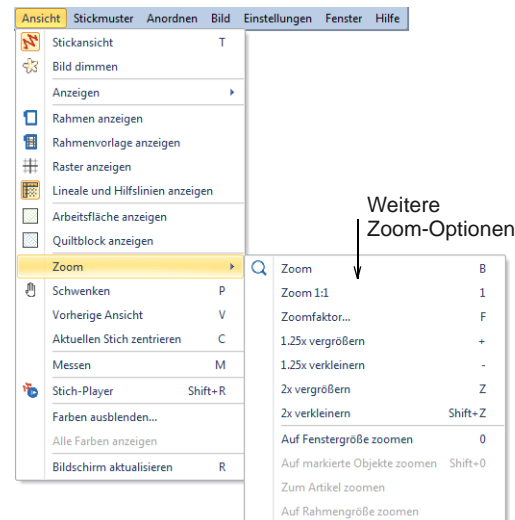 Ansicht Stickmuster Anordnen Bild Einstellungen Fenster Hilfe
Stickansicht T
Bild dimmen
Anzeigen
Rahmen anzeigen
Rahmenvorlage anzeigen
Raster anzeigen
Lineale und Hilfslinien anzeigen
Arbeitsfläche anzeigen
Quiltblock anzeigen
Zoom
Schwenken P
Vorherige Ansicht V
Aktuellen Stich zentrieren C
Messen M
Stich-Player Shift+R
Farben ausblenden...
Alle Farben anzeigen
Bildschirm aktualisieren R
Weitere
Zoom-Optionen
Zoom B
Zoom 1:1 1
Zoomfaktor... F
1.25x vergrößern +
1.25x verkleinern -
2x vergrößern Z
2x verkleinern Shift+Z
Auf Fenstergröße zoomen 0
Auf markierte Objekte zoomen Shift+0
Zum Artikel zoomen
Auf Rahmengröße zoomen